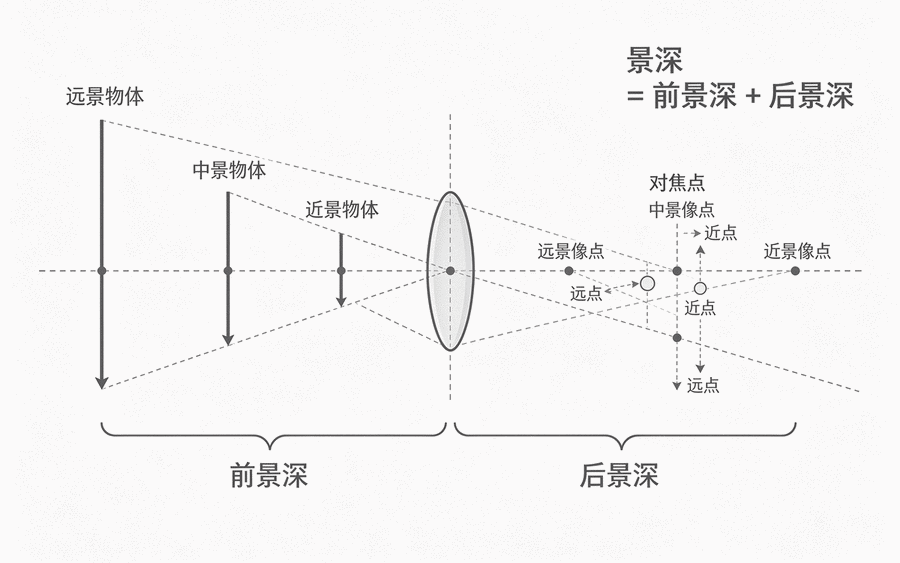 景深
= 前景深 + 后景深
远景物体
中景物体
近景物体
对焦点
中景像点
近点
远景像点
近景像点
远点
近点
远点
前景深
后景深